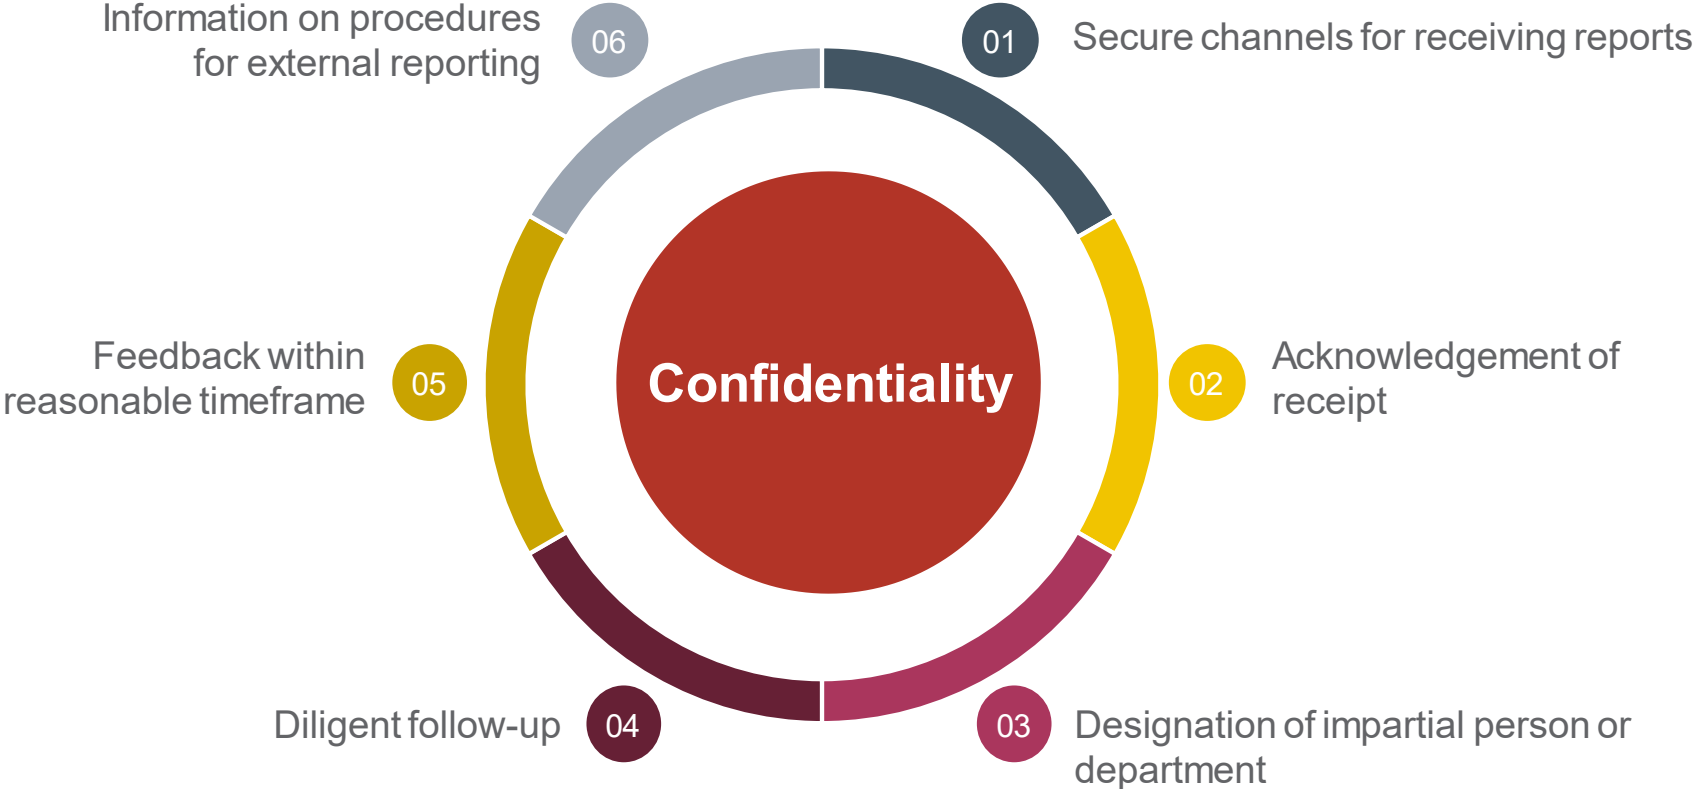 01
Secure channels for receiving reports
02
Acknowledgement of
receipt
03
Designation of impartial person or
department
04
Diligent follow-up
05
Feedback within
reasonable timeframe
06
Information on procedures
for external reporting
Confidentiality